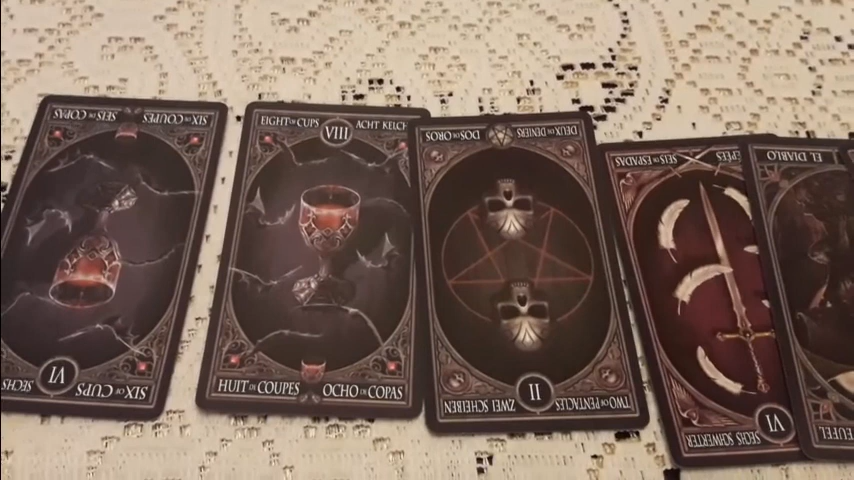 SEIS DE COPAS SIX DE COUPES
VI
SECHS SIX OF CUPS
EIGHT OF CUPS VIII ACHT KELCH
HUIT DE COUPES OCHO DE COPAS
DOS DE OROS DEUX DE DENIERS
II
ZWEI SCHEIBEN TWO OF PENTACLES
SEIS DE ESPADAS
VI
SECHS SCHWERTER
EL DIABLO